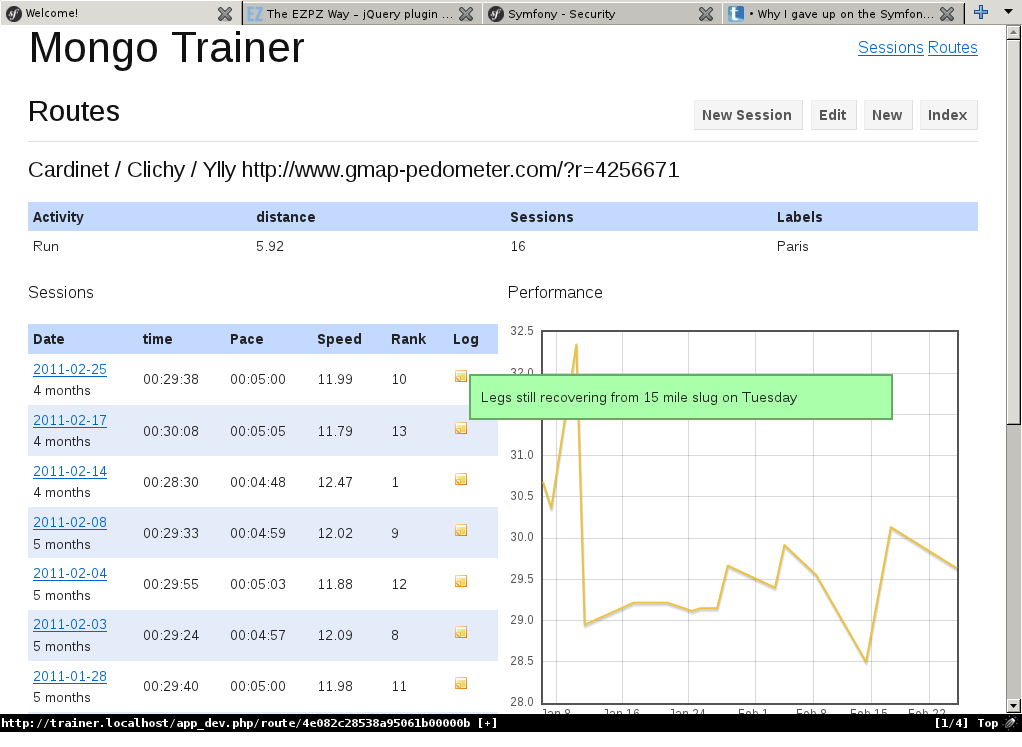 Welcome!
The EZPZ Way – jQuery plugin ...
Symfony - Security
• Why I gave up on the Symfon...
Mongo Trainer
Sessions Routes
Routes
New Session Edit New Index
Cardinet / Clichy / Ylly http://www.gmap-pedometer.com/?r=4256671
Activity distance Sessions Labels
Run 5.92 16 Paris
Sessions
Date time Pace Speed Rank Log
2011-02-25
4 months
00:29:38 00:05:00 11.99 10
2011-02-17
4 months
00:30:08 00:05:05 11.79 13
2011-02-14
4 months
00:28:30 00:04:48 12.47 1
2011-02-08
5 months
00:29:33 00:04:59 12.02 9
2011-02-04
5 months
00:29:55 00:05:03 11.88 12
2011-02-03
5 months
00:29:24 00:04:57 12.09 8
2011-01-28
5 months
00:29:40 00:05:00 11.98 11
Performance
32.5
32.0
Legs still recovering from 15 mile slug on Tuesday
31.0
30.5
30.0
29.5
29.0
28.5
28.0
Jan 8 Jan 16 Jan 24 Feb 1 Feb 8 Feb 15 Feb 22
http://trainer.localhost/app_dev.php/route/4e082c28538a95061b00000b [+]
[1/4] Top